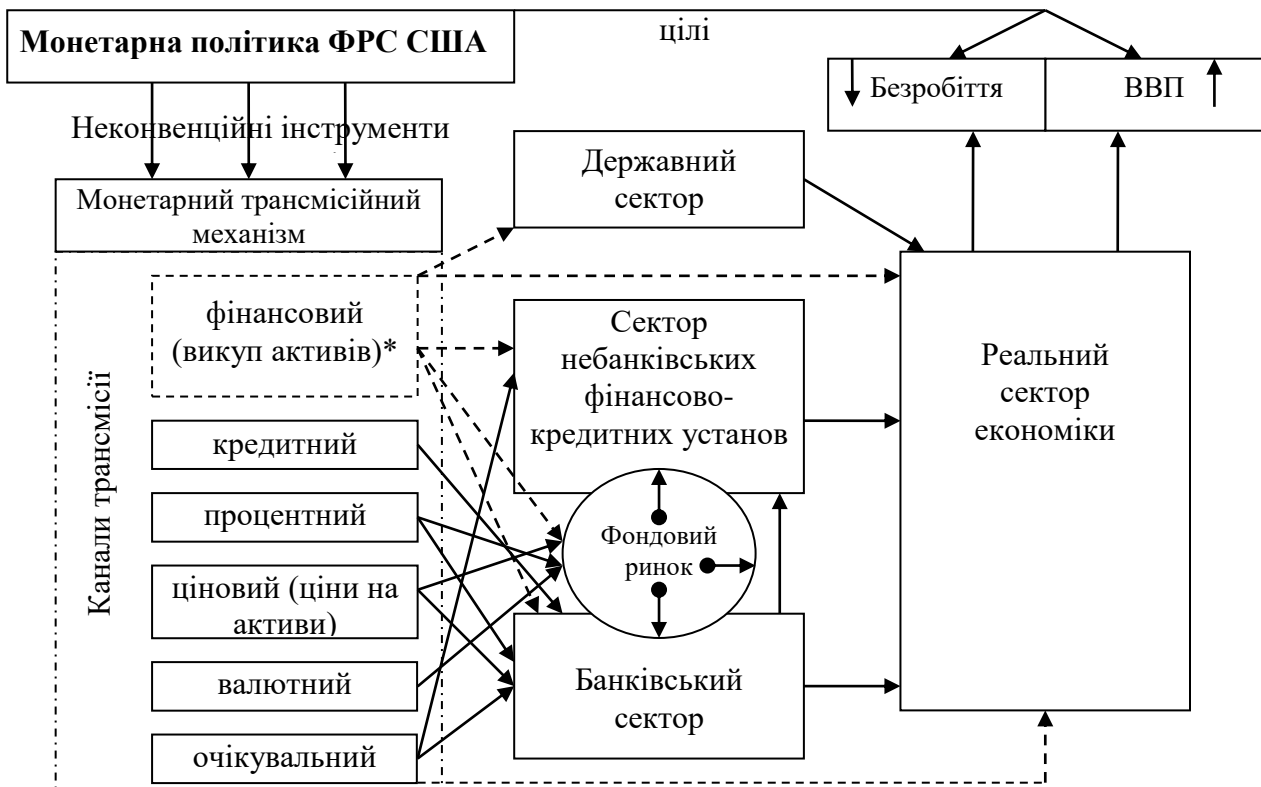 Монетарна політика ФРС США
цілі
Безробіття
ВВП
Неконвенційні інструменти
Монетарний трансмісійний
механізм
Державний
сектор
Канали трансмісії
фінансовий
(викуп активів)*
кредитний
процентний
ціновий (ціни на
активи)
валютний
очікувальний
Сектор
небанківських
фінансово-
кредитних установ
Фондовий
ринок
Банківський
сектор
Реальний
сектор
економіки